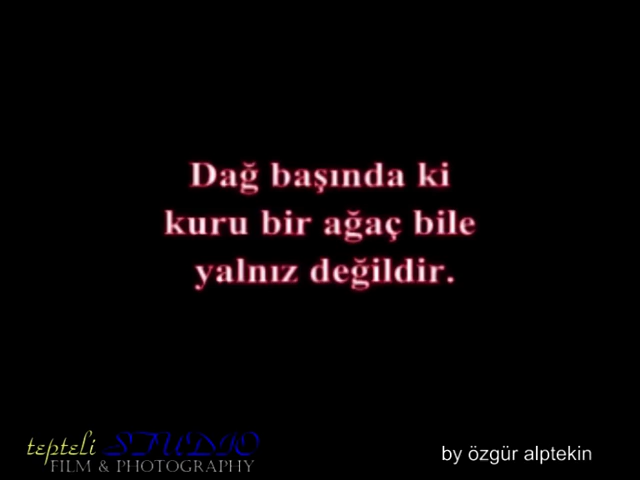 Dağ başında ki
kuru bir ağaç bile
yalnız değildir.
tepteli STUDIO
FILM & PHOTOGRAPHY
by özgür alptekin